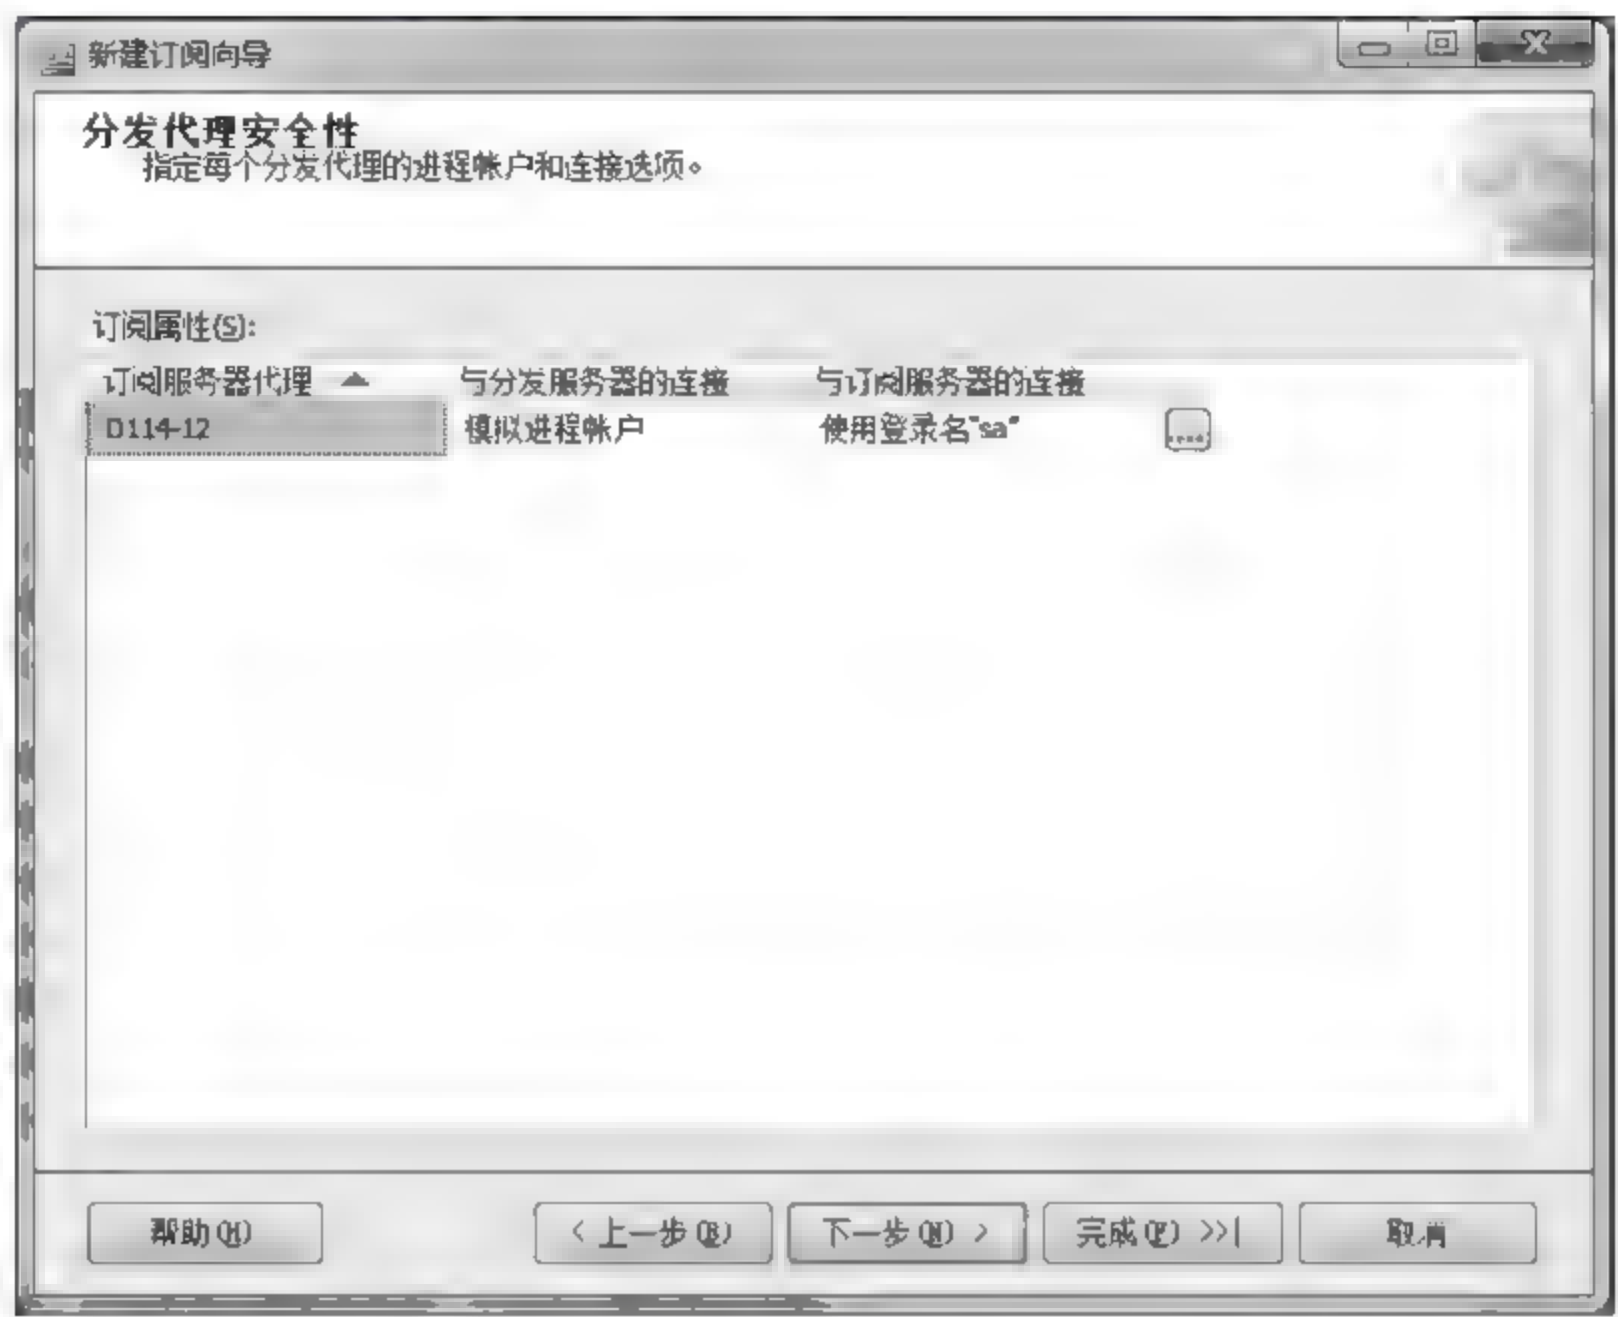 新建订阅向导
分发代理安全性
指定每个分发代理的进程帐户和连接选项。
订阅属性(S):
订阅服务器代理 与分发服务器的连接 与订阅服务器的连接
D114-12 模拟进程帐户 使用登录名"sa" ...
帮助(H) < 上一步(B) 下一步(N) > 完成(F) >>| 取消